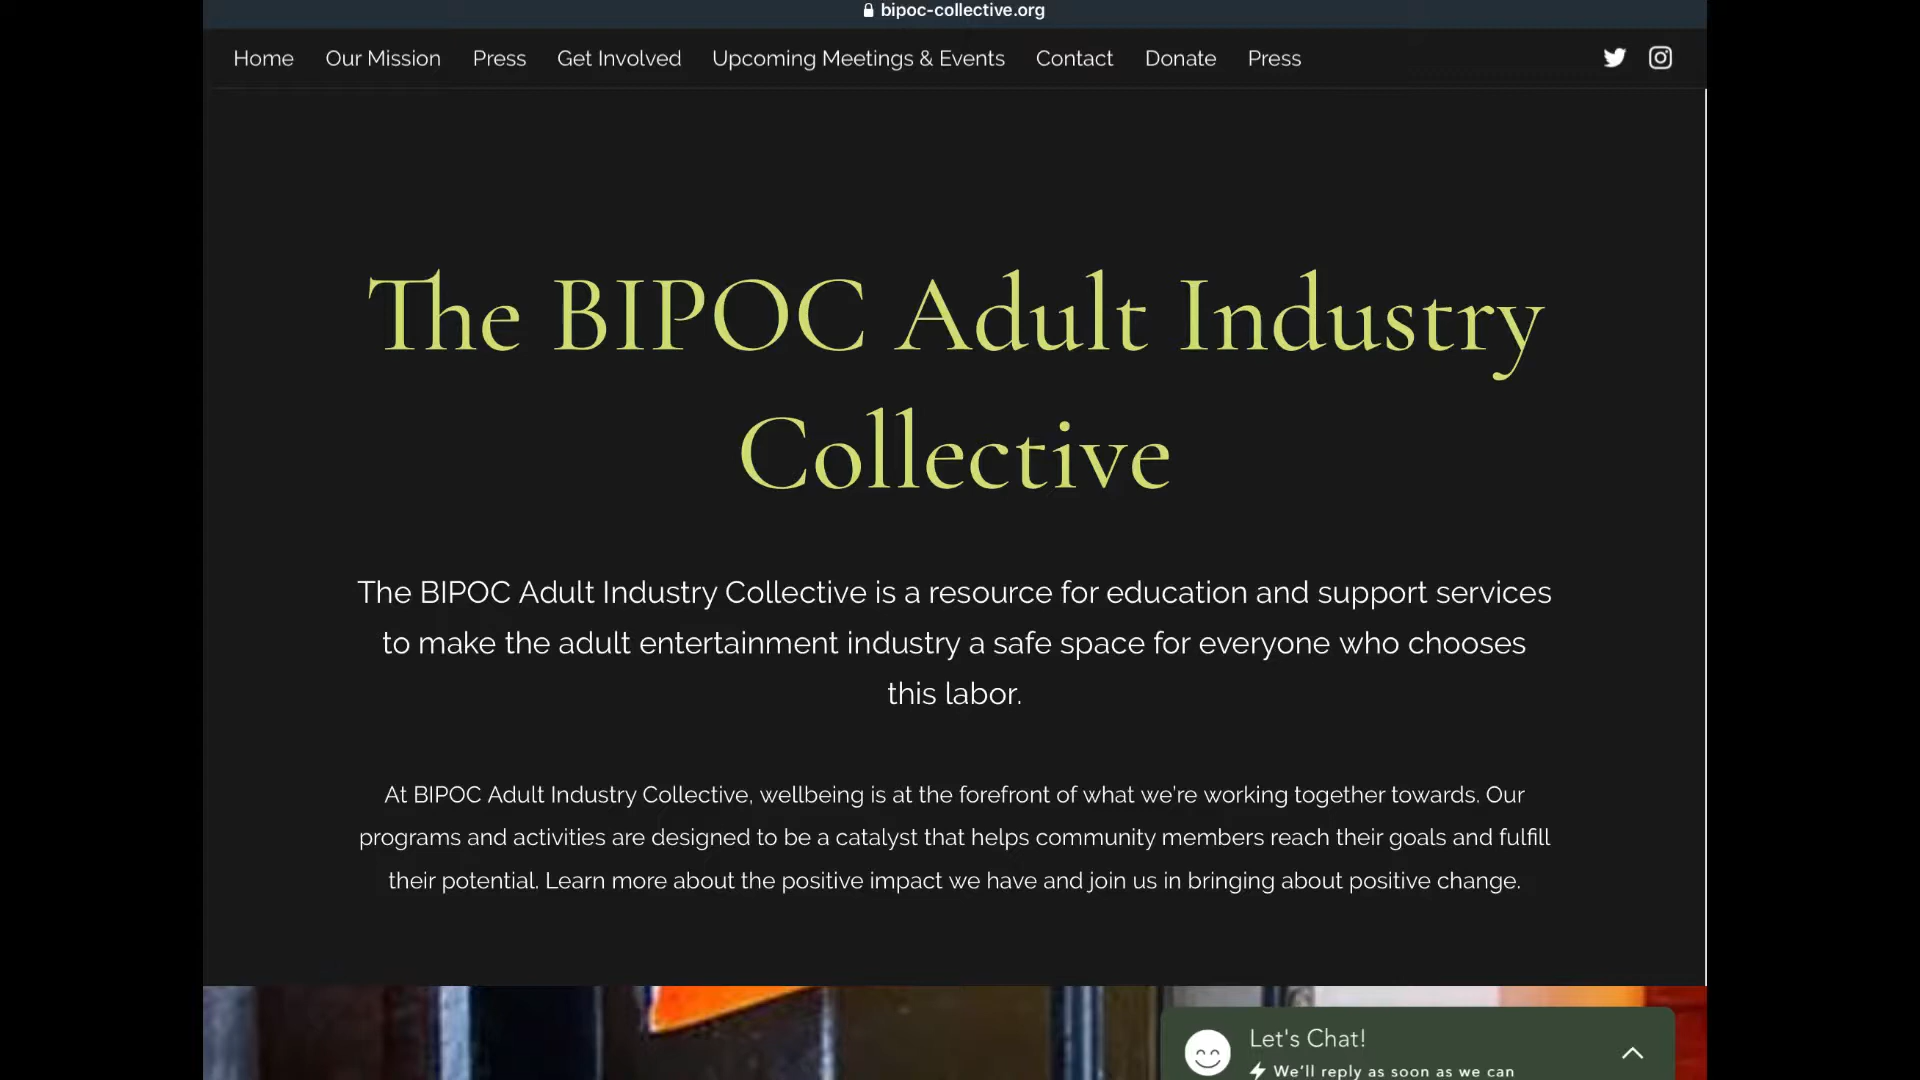 bipoc-collective.org
Home Our Mission Press Get Involved Upcoming Meetings & Events Contact Donate Press
The BIPOC Adult Industry
Collective
The BIPOC Adult Industry Collective is a resource for education and support services
to make the adult entertainment industry a safe space for everyone who chooses
this labor.
At BIPOC Adult Industry Collective, wellbeing is at the forefront of what we're working together towards. Our
programs and activities are designed to be a catalyst that helps community members reach their goals and fulfill
their potential. Learn more about the positive impact we have and join us in bringing about positive change.
Let's Chat!
We'll reply as soon as we can